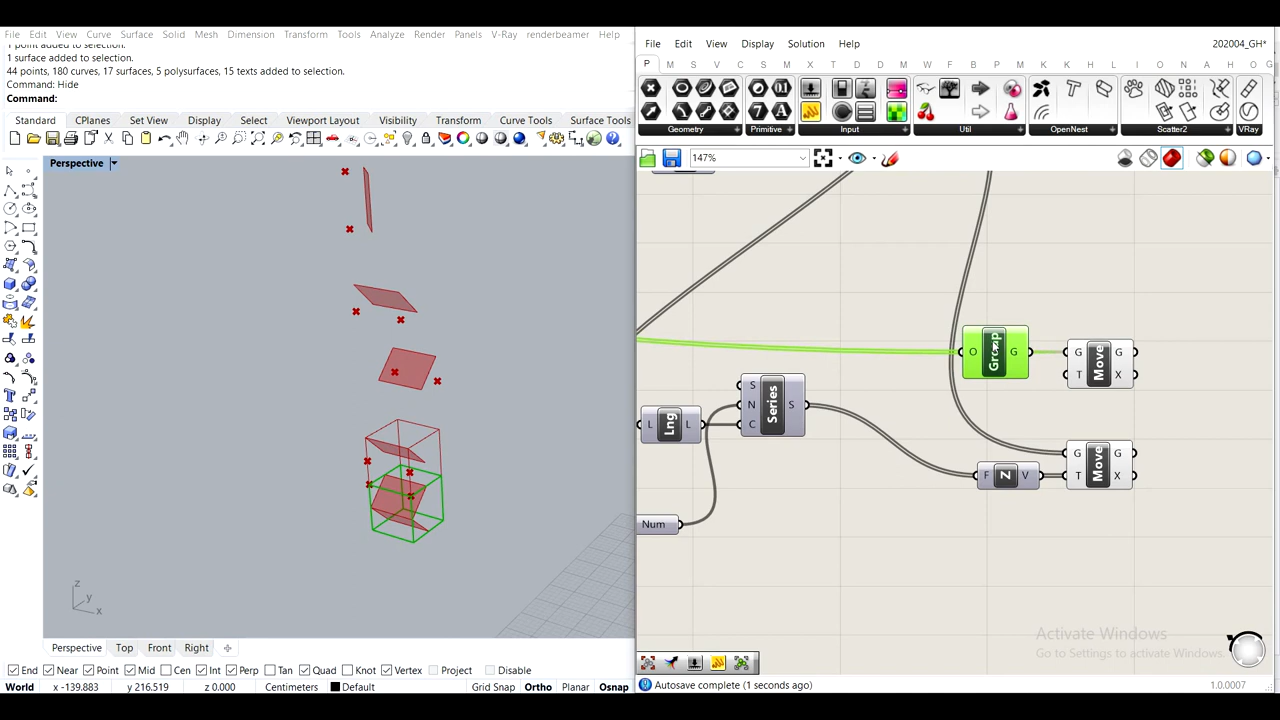 File Edit View Curve Surface Solid Mesh Dimension Transform Tools Analyze Render Panels V-Ray renderbeamer Help
1 point added to selection.
1 surface added to selection.
44 points, 180 curves, 17 surfaces, 5 polysurfaces, 15 texts added to selection.
Command: Hide
Command:
Standard CPlanes Set View Display Select Viewport Layout Visibility Transform Curve Tools Surface Tools
Perspective
z
y
x
Perspective Top Front Right
End Near Point Mid Cen Int Perp Tan Quad Knot Vertex Project Disable
World x -139.883 y 216.519 z 0.000 Centimeters Default Grid Snap Ortho Planar Osnap
File Edit View Display Solution Help 202004_GH*
P M S V C S M I T D D U M W F B P M K K L H L E A O G
Geometry Primitive Input Util OpenNest Scatter2 VRay
147%
O Group G
G Move G
T X
S
N Series S
C
L Lng L
G Move G
F Z V
T X
Num
Activate Windows
Go to Settings to activate Windows.
Autosave complete (1 seconds ago) 1.0.0007